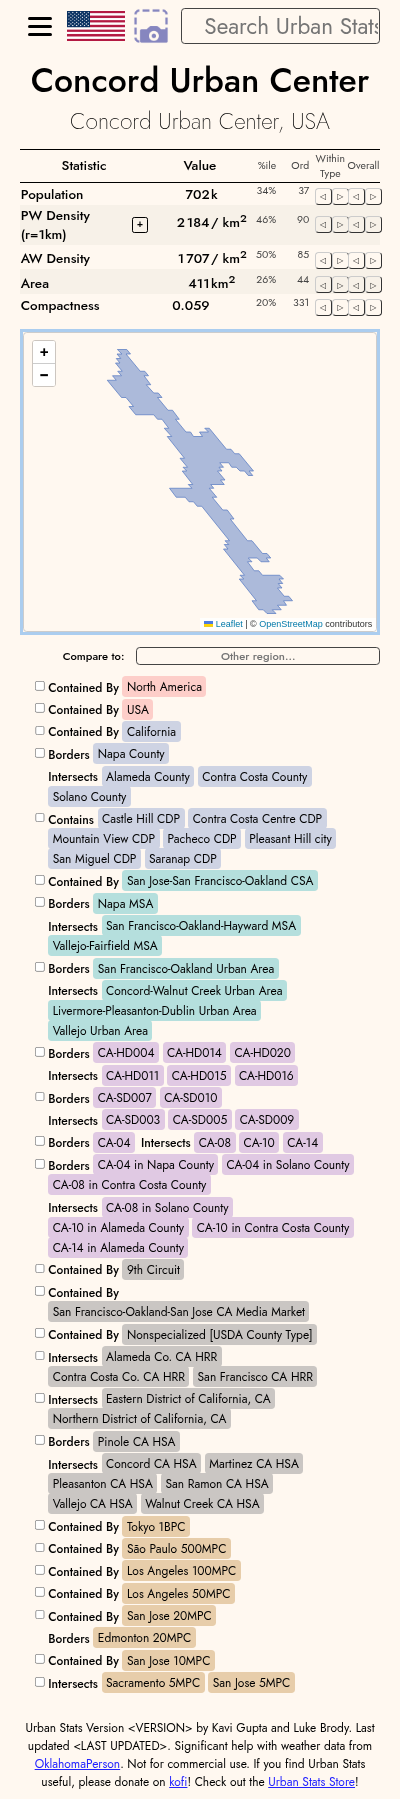 Search Urban Stats
Concord Urban Center
Concord Urban Center, USA
Statistic Value %ile Ord Within Type Overall
Population 702k 34% 37
PW Density (r=1km) + 2 184 / km2 46% 90
AW Density 1 707 / km2 50% 85
Area 411 km2 26% 44
Compactness 0.059 20% 331
+
−
Leaflet | © OpenStreetMap contributors
Compare to: Other region...
Contained By North America
Contained By USA
Contained By California
Borders Napa County
Intersects Alameda County Contra Costa County
Solano County
Contains Castle Hill CDP Contra Costa Centre CDP
Mountain View CDP Pacheco CDP Pleasant Hill city
San Miguel CDP Saranap CDP
Contained By San Jose-San Francisco-Oakland CSA
Borders Napa MSA
Intersects San Francisco-Oakland-Hayward MSA
Vallejo-Fairfield MSA
Borders San Francisco-Oakland Urban Area
Intersects Concord-Walnut Creek Urban Area
Livermore-Pleasanton-Dublin Urban Area
Vallejo Urban Area
Borders CA-HD004 CA-HD014 CA-HD020
Intersects CA-HD011 CA-HD015 CA-HD016
Borders CA-SD007 CA-SD010
Intersects CA-SD003 CA-SD005 CA-SD009
Borders CA-04 Intersects CA-08 CA-10 CA-14
Borders CA-04 in Napa County CA-04 in Solano County
CA-08 in Contra Costa County
Intersects CA-08 in Solano County
CA-10 in Alameda County CA-10 in Contra Costa County
CA-14 in Alameda County
Contained By 9th Circuit
Contained By
San Francisco-Oakland-San Jose CA Media Market
Contained By Nonspecialized [USDA County Type]
Intersects Alameda Co. CA HRR
Contra Costa Co. CA HRR San Francisco CA HRR
Intersects Eastern District of California, CA
Northern District of California, CA
Borders Pinole CA HSA
Intersects Concord CA HSA Martinez CA HSA
Pleasanton CA HSA San Ramon CA HSA
Vallejo CA HSA Walnut Creek CA HSA
Contained By Tokyo 1BPC
Contained By São Paulo 500MPC
Contained By Los Angeles 100MPC
Contained By Los Angeles 50MPC
Contained By San Jose 20MPC
Borders Edmonton 20MPC
Contained By San Jose 10MPC
Intersects Sacramento 5MPC San Jose 5MPC
Urban Stats Version <VERSION> by Kavi Gupta and Luke Brody. Last
updated <LAST UPDATED>. Significant help with weather data from
OklahomaPerson. Not for commercial use. If you find Urban Stats
useful, please donate on kofi! Check out the Urban Stats Store!